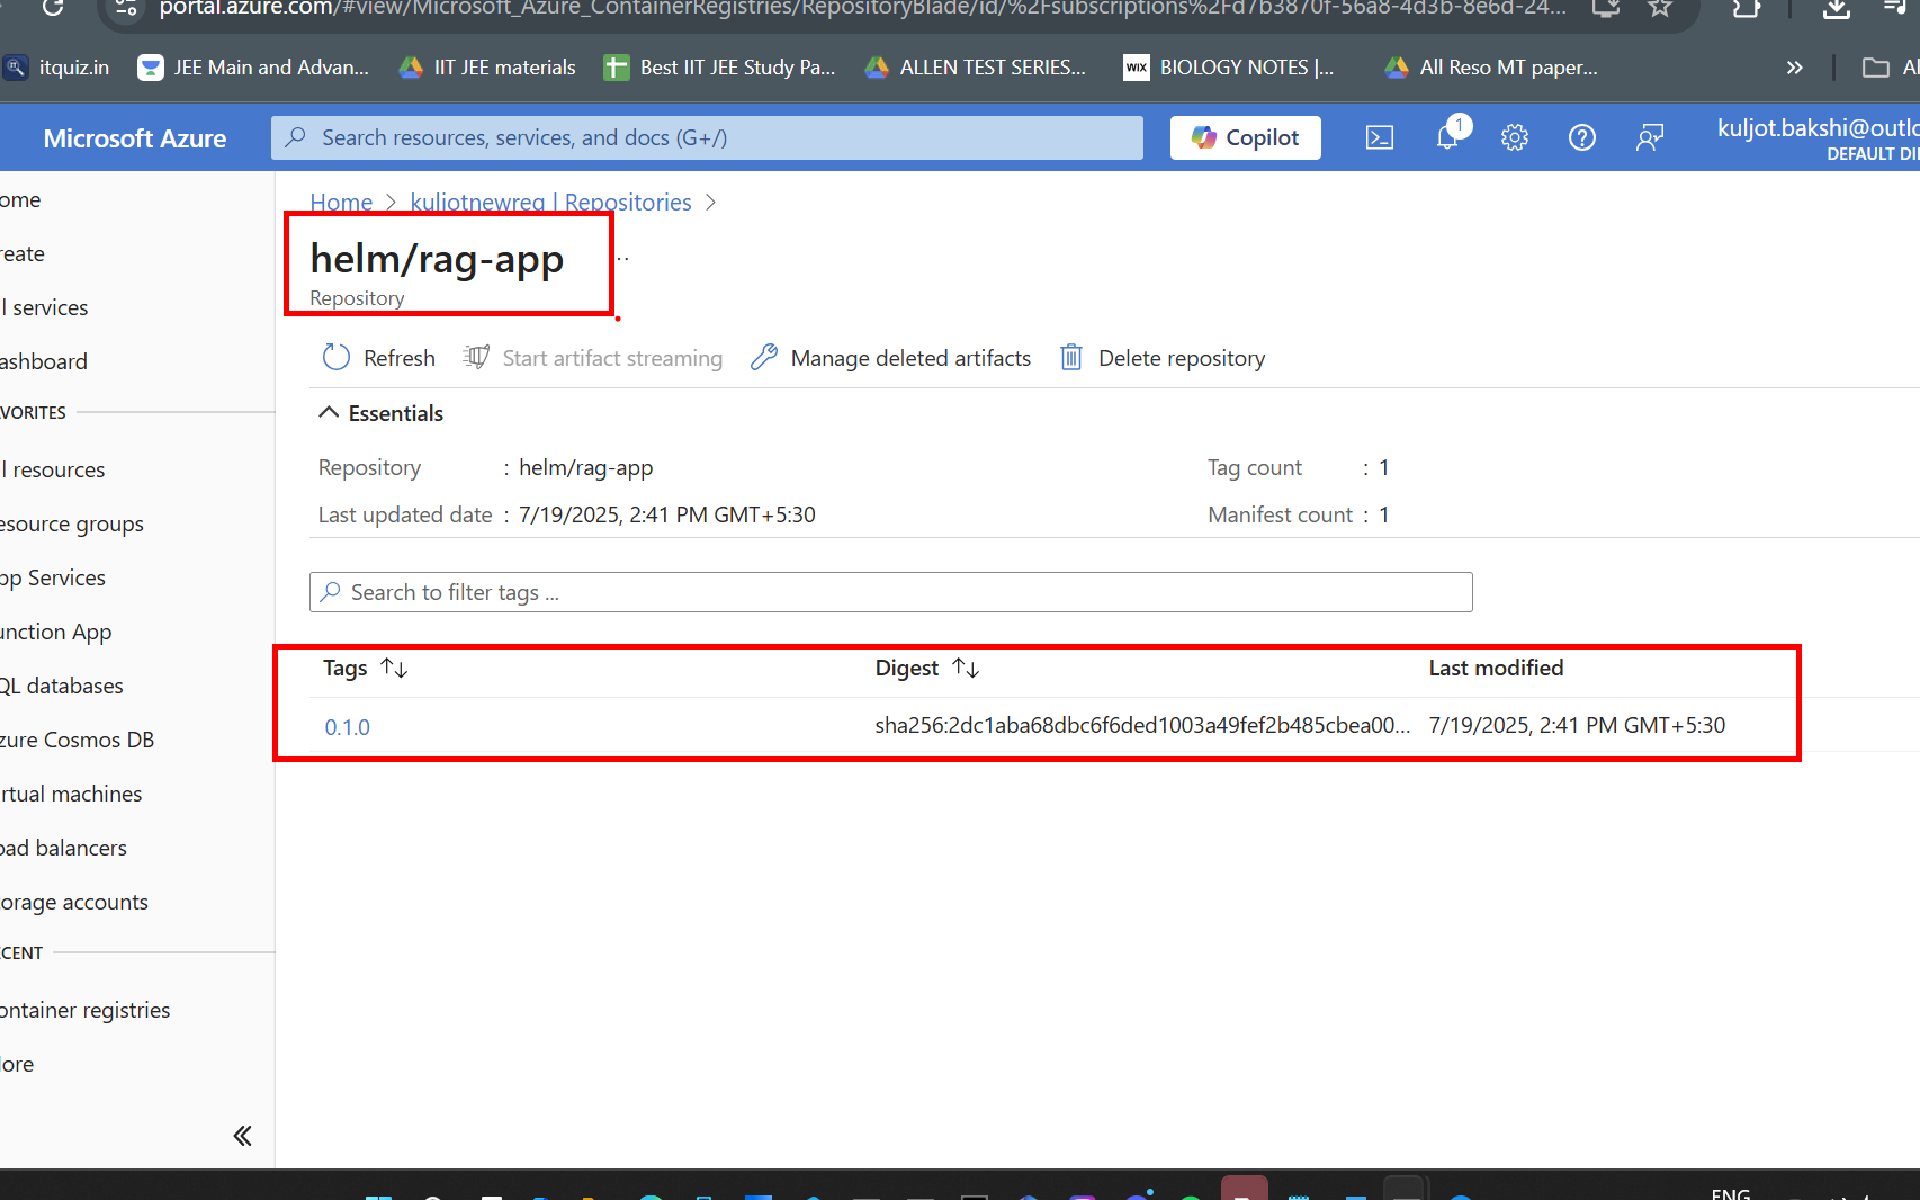 portal.azure.com/#view/Microsoft_Azure_ContainerRegistries/RepositoryBlade/id/%2Fsubscriptions%2Fd7b3870f-56a8-4d3b-8e6d-24...
itquiz.in
JEE Main and Advan...
IIT JEE materials
Best IIT JEE Study Pa...
ALLEN TEST SERIES...
WIX
BIOLOGY NOTES |...
All Reso MT paper...
Microsoft Azure
Search resources, services, and docs (G+/)
Copilot
1
kuljot.bakshi@outlo
DEFAULT DI
ome
reate
l services
ashboard
VORITES
l resources
esource groups
pp Services
unction App
QL databases
zure Cosmos DB
rtual machines
oad balancers
torage accounts
CENT
ontainer registries
ore
Home > kuljotnewreg | Repositories >
helm/rag-app
Repository
Refresh
Start artifact streaming
Manage deleted artifacts
Delete repository
Essentials
Repository : helm/rag-app
Tag count : 1
Last updated date : 7/19/2025, 2:41 PM GMT+5:30
Manifest count : 1
Search to filter tags ...
Tags Digest Last modified
0.1.0 sha256:2dc1aba68dbc6f6ded1003a49fef2b485cbea00... 7/19/2025, 2:41 PM GMT+5:30
ENG